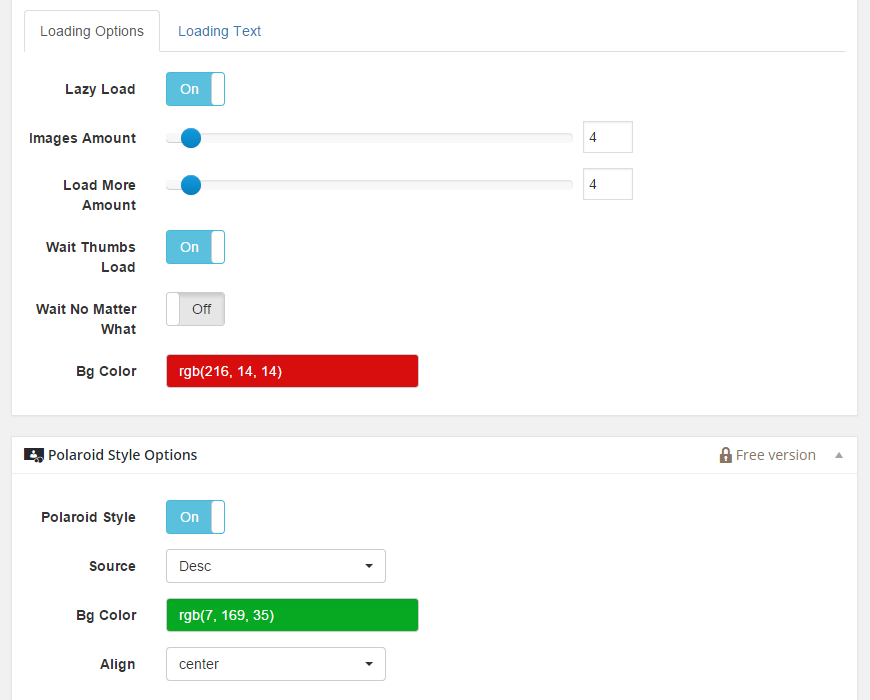 Loading Options Loading Text
Lazy Load On
Images Amount 4
Load More 4
Amount
Wait Thumbs On
Load
Wait No Matter Off
What
Bg Color rgb(216, 14, 14)
Polaroid Style Options Free version
Polaroid Style On
Source Desc
Bg Color rgb(7, 169, 35)
Align center